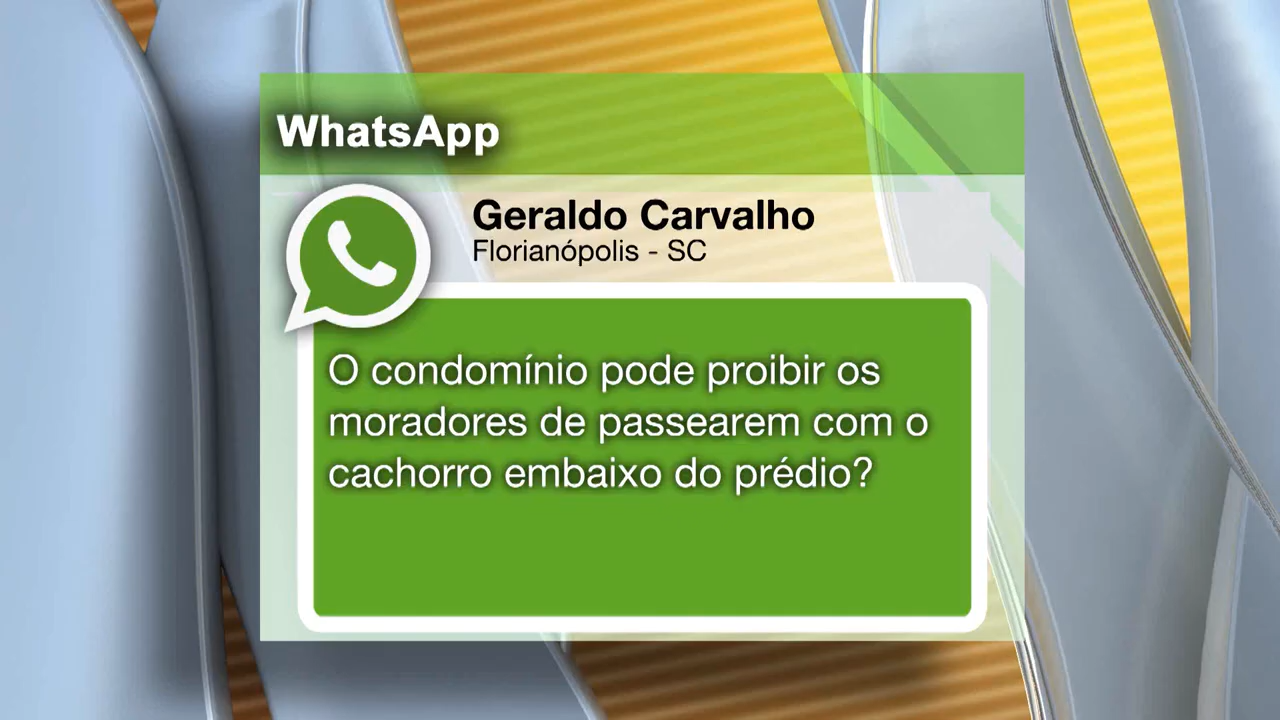 WhatsApp
Geraldo Carvalho
Florianópolis - SC
O condomínio pode proibir os
moradores de passearem com o
cachorro embaixo do prédio?